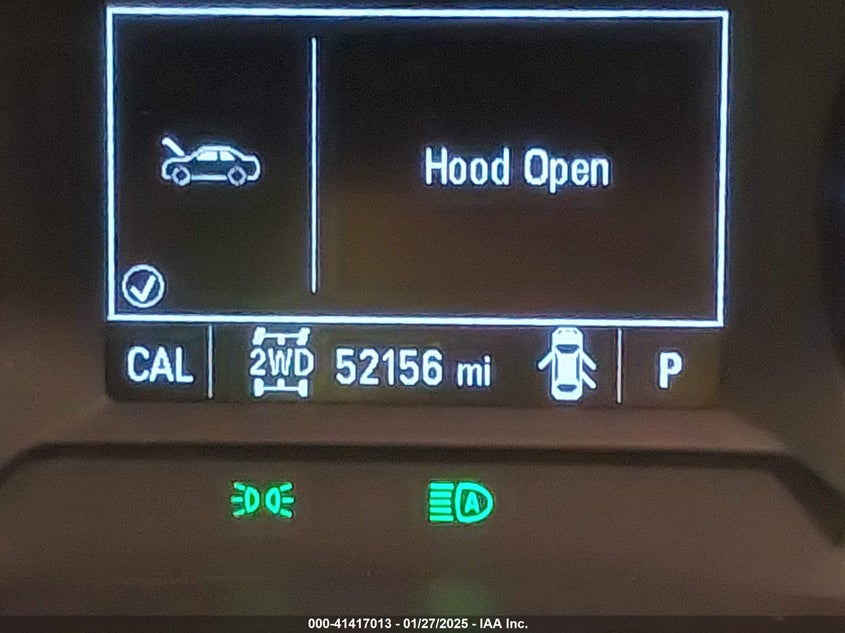 Hood Open
CAL 2WD 52156 mi P
A
000-41417013 - 01/27/2025 - IAA Inc.